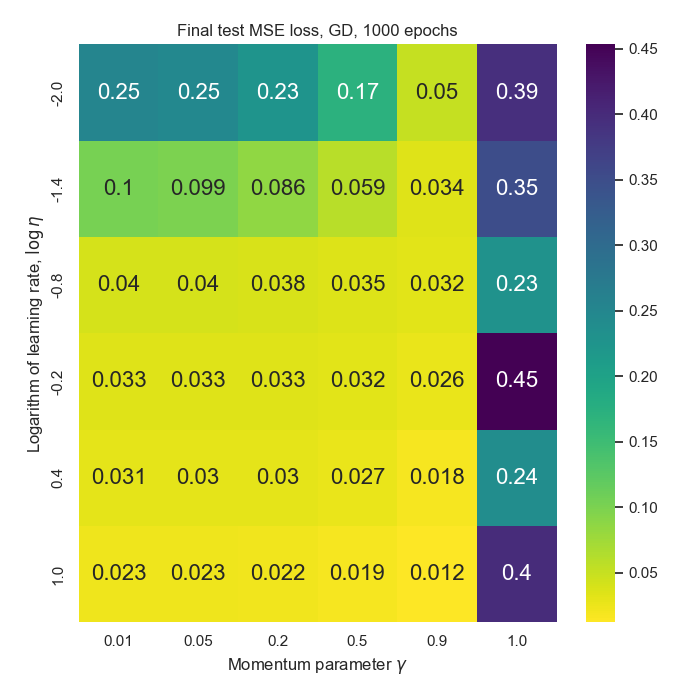 Final test MSE loss, GD, 1000 epochs
Logarithm of learning rate, log η
-2.0 0.25 0.25 0.23 0.17 0.05 0.39
-1.4 0.1 0.099 0.086 0.059 0.034 0.35
-0.8 0.04 0.04 0.038 0.035 0.032 0.23
-0.2 0.033 0.033 0.033 0.032 0.026 0.45
0.4 0.031 0.03 0.03 0.027 0.018 0.24
1.0 0.023 0.023 0.022 0.019 0.012 0.4
0.01 0.05 0.2 0.5 0.9 1.0
Momentum parameter γ
0.45
0.40
0.35
0.30
0.25
0.20
0.15
0.10
0.05